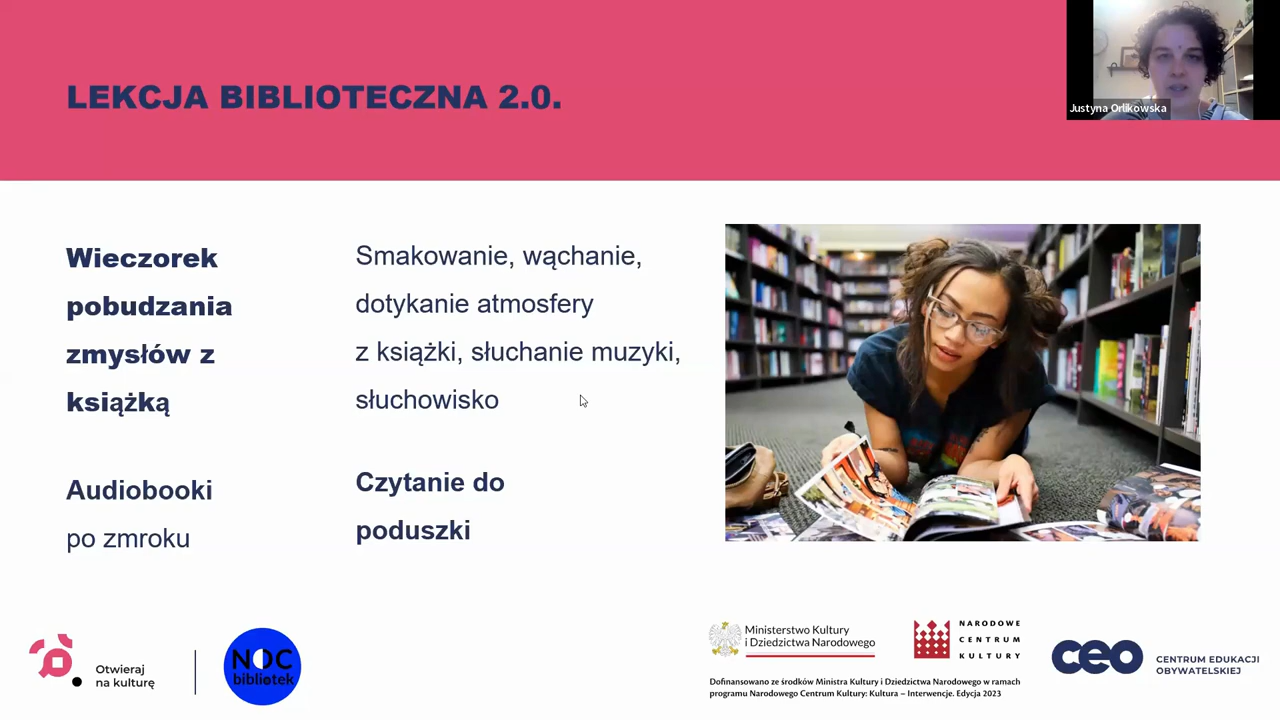 LEKCJA BIBLIOTECZNA 2.0.
Justyna Orlikowska
Wieczorek
pobudzania
zmysłów z
książką
Smakowanie, wąchanie,
dotykanie atmosfery
z książki, słuchanie muzyki,
słuchowisko
Audiobooki
po zmroku
Czytanie do
poduszki
Otwieraj
na kulturę
NOC
bibliotek
Ministerstwo Kultury
i Dziedzictwa Narodowego
NARODOWE
CENTRUM
KULTURY
Dofinansowano ze środków Ministra Kultury i Dziedzictwa Narodowego w ramach
programu Narodowego Centrum Kultury: Kultura – Interwencje. Edycja 2023
ceo
CENTRUM EDUKACJI
OBYWATELSKIEJ